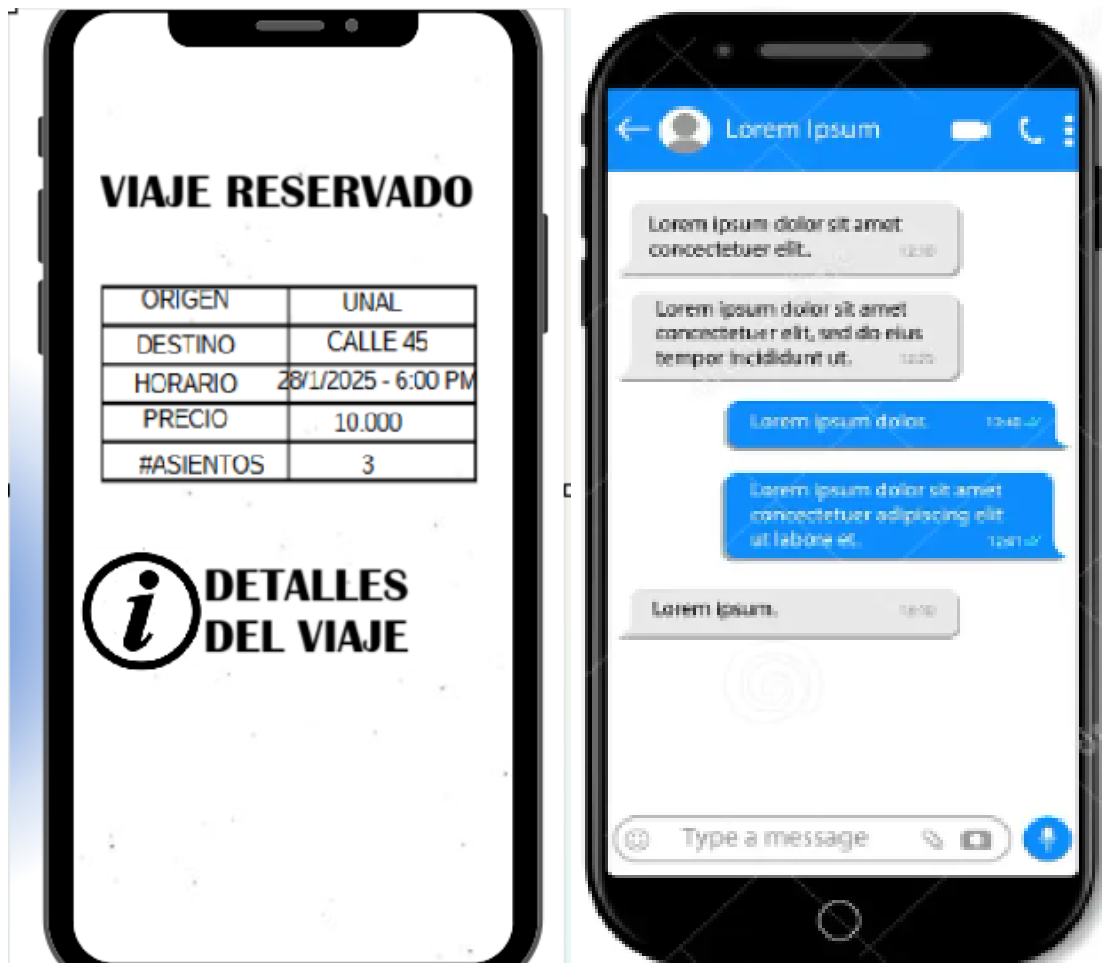 VIAJE RESERVADO
ORIGEN UNAL
DESTINO CALLE 45
HORARIO 28/1/2025 - 6:00 PM
PRECIO 10.000
#ASIENTOS 3
i DETALLES
DEL VIAJE
Lorem Ipsum
Lorem ipsum dolor sit amet
concectetuer elit.
Lorem ipsum dolor sit amet
concectetuer elit, sed do eius
tempor incididunt ut.
Lorem ipsum dolor.
Lorem ipsum dolor sit amet
concectetuer adipiscing elit
ut labore et.
Lorem ipsum.
Type a message